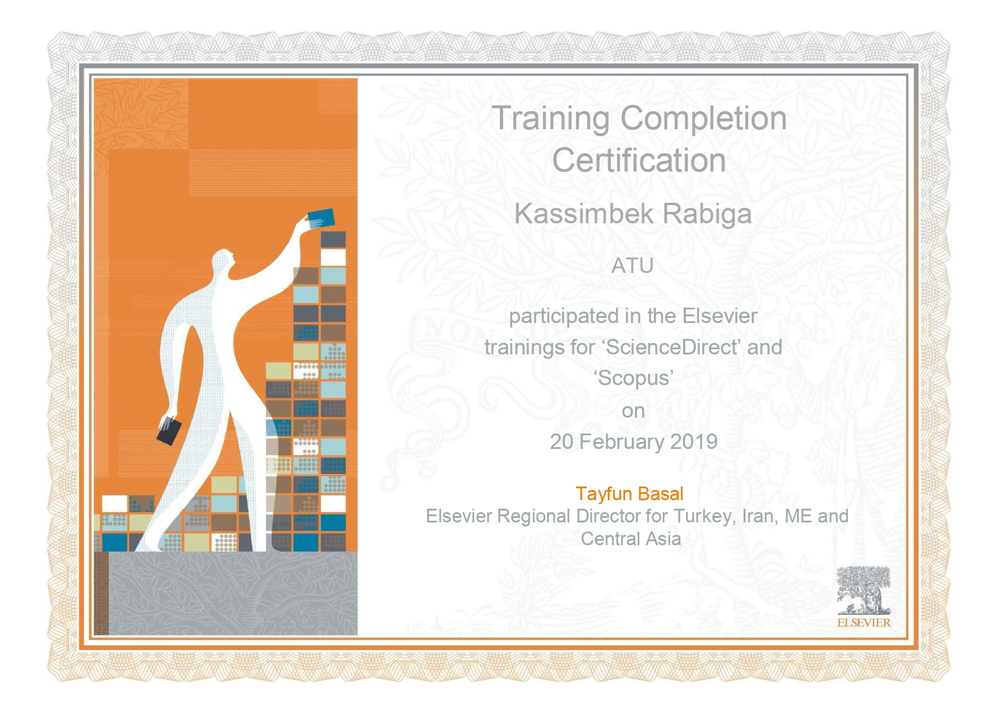 Training Completion
Certification
Kassimbek Rabiga
ATU
participated in the Elsevier
trainings for ‘ScienceDirect’ and
‘Scopus’
on
20 February 2019
Tayfun Basal
Elsevier Regional Director for Turkey, Iran, ME and
Central Asia
ELSEVIER